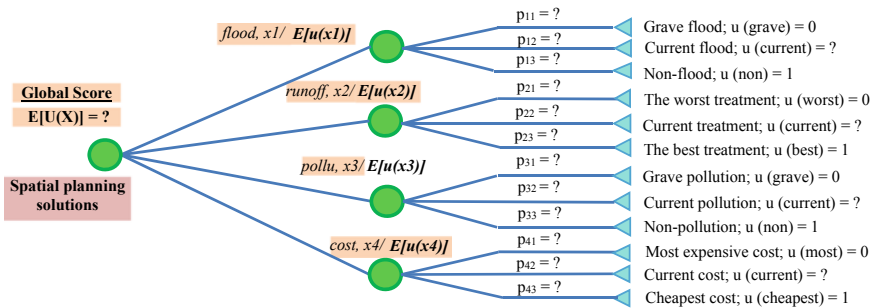 Global Score
E[U(X)] = ?
Spatial planning
solutions
flood, x1/ E[u(x1)]
p11 = ?
Grave flood; u (grave) = 0
p12 = ?
Current flood; u (current) = ?
p13 = ?
Non-flood; u (non) = 1
runoff, x2/ E[u(x2)]
p21 = ?
The worst treatment; u (worst) = 0
p22 = ?
Current treatment; u (current) = ?
p23 = ?
The best treatment; u (best) = 1
pollu, x3/ E[u(x3)]
p31 = ?
Grave pollution; u (grave) = 0
p32 = ?
Current pollution; u (current) = ?
p33 = ?
Non-pollution; u (non) = 1
cost, x4/ E[u(x4)]
p41 = ?
Most expensive cost; u (most) = 0
p42 = ?
Current cost; u (current) = ?
p43 = ?
Cheapest cost; u (cheapest) = 1